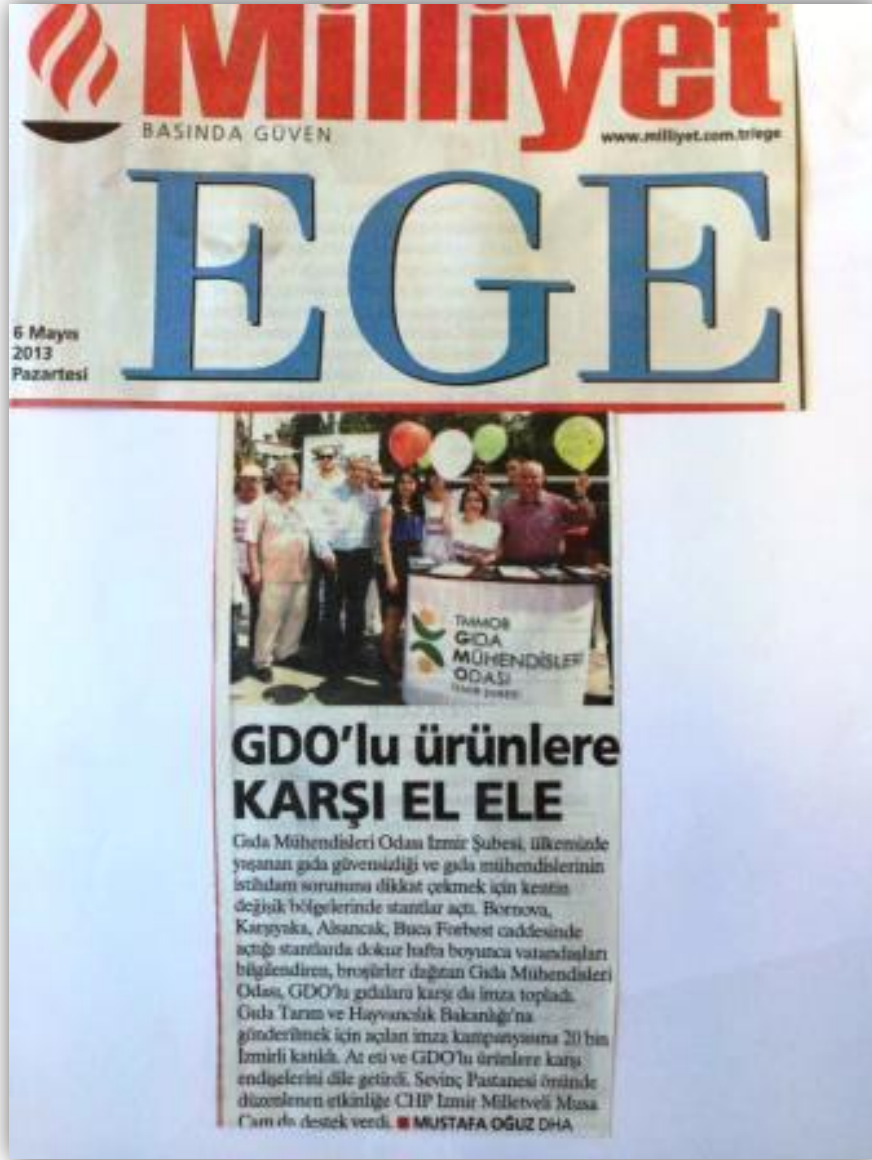 Milliyet
BASINDA GÜVEN
www.milliyet.com.tr/ege
EGE
6 Mayıs
2013
Pazartesi
TMMOB
GIDA
MÜHENDİSLERİ
ODASI
İZMİR ŞUBESİ
GDO'lu ürünlere
KARŞI EL ELE
Gıda Mühendisleri Odası İzmir Şubesi, ülkemizde
yaşanan gıda güvensizliği ve gıda mühendislerinin
istihdam sorununa dikkat çekmek için kentin
değişik bölgelerinde stantlar açtı. Bornova,
Karşıyaka, Alsancak, Buca Forbest caddesinde
açtığı stantlarda dokuz hafta boyunca vatandaşları
bilgilendiren, broşürler dağıtan Gıda Mühendisleri
Odası, GDO'lu gıdalara karşı da imza topladı.
Gıda Tarım ve Hayvancılık Bakanlığı'na
gönderilmek için açılan imza kampanyasına 20 bin
İzmirli katıldı. At eti ve GDO'lu ürünlere karşı
endişelerini dile getirdi. Sevinç Pastanesi önünde
düzenlenen etkinliğe CHP İzmir Milletveli Musa
Çam da destek verdi. ■ MUSTAFA OĞUZ DHA